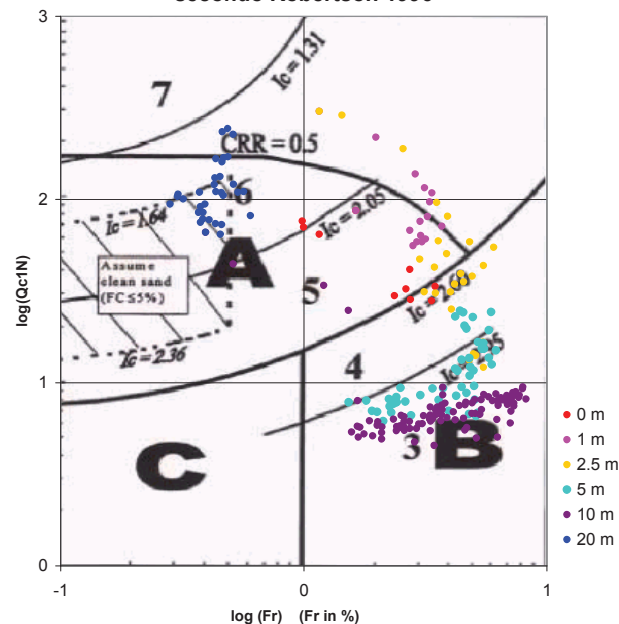 3
7
Ic = 1.31
CRR = 0.5
2
6
Ic = 1.64
Ic = 2.05
A
Assume
clean sand
(FC ≤5%)
5
log(Qc1N)
Ic = 2.36
4
1
0 m
1 m
3
B
2.5 m
C
5 m
10 m
20 m
0
-1
0
1
log (Fr) (Fr in %)